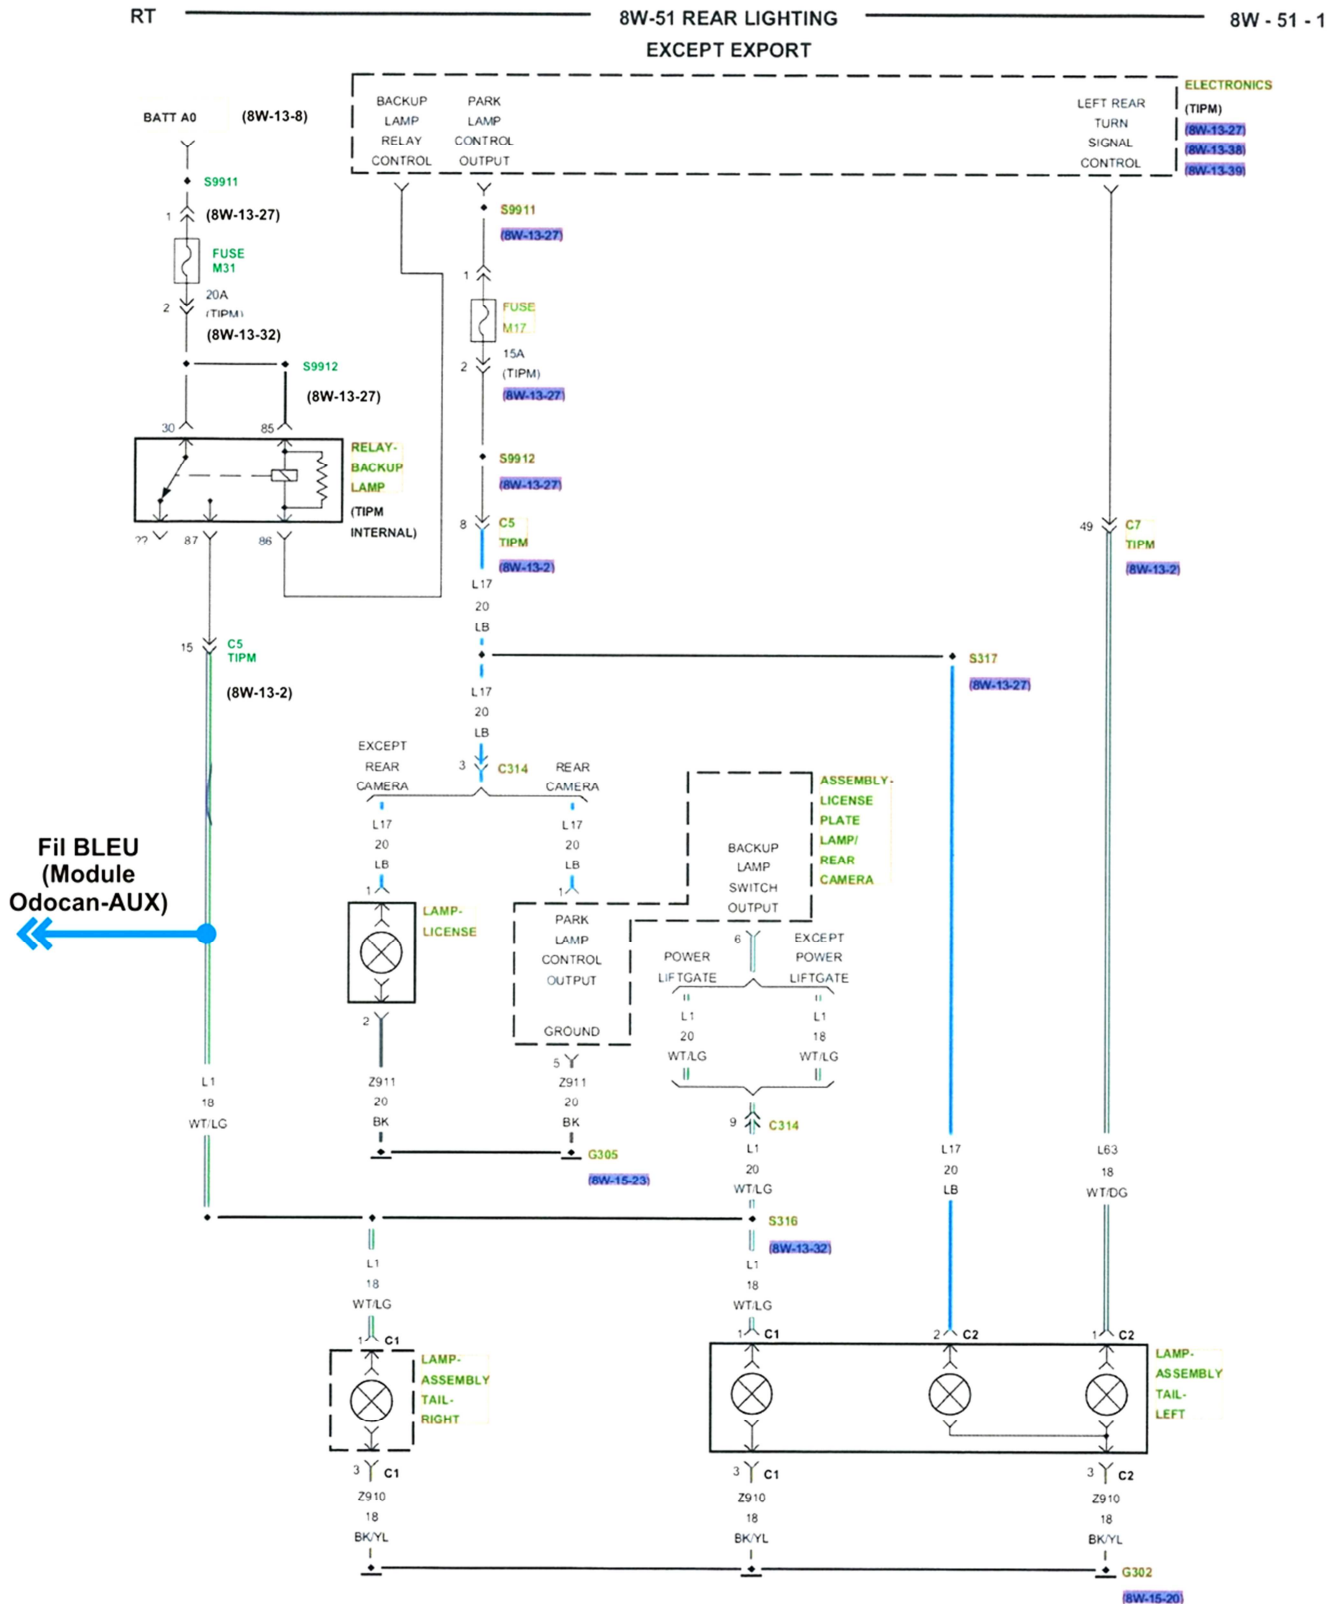 RT
8W-51 REAR LIGHTING
8W - 51 - 1
EXCEPT EXPORT
BATT A0
(8W-13-8)
S9911
1
(8W-13-27)
FUSE
M31
20A
2
(TIPM)
(8W-13-32)
S9912
(8W-13-27)
30
85
RELAY-
BACKUP
LAMP
(TIPM
INTERNAL)
??
87
86
15
C5
TIPM
(8W-13-2)
BACKUP
LAMP
RELAY
CONTROL
PARK
LAMP
CONTROL
OUTPUT
LEFT REAR
TURN
SIGNAL
CONTROL
ELECTRONICS
(TIPM)
(8W-13-27)
(8W-13-38)
(8W-13-39)
S9911
(8W-13-27)
1
FUSE
M17
15A
2
(TIPM)
(8W-13-27)
S9912
(8W-13-27)
8
C5
TIPM
(8W-13-2)
L17
20
LB
49
C7
TIPM
(8W-13-2)
S317
(8W-13-27)
L17
20
LB
3
C314
EXCEPT
REAR
CAMERA
REAR
CAMERA
L17
20
LB
1
L17
20
LB
1
LAMP-
LICENSE
2
PARK
LAMP
CONTROL
OUTPUT
GROUND
5
BACKUP
LAMP
SWITCH
OUTPUT
6
ASSEMBLY-
LICENSE
PLATE
LAMP/
REAR
CAMERA
POWER
LIFTGATE
EXCEPT
POWER
LIFTGATE
L1
20
WT/LG
L1
18
WT/LG
Fil BLEU
(Module
Odocan-AUX)
L1
18
WT/LG
Z911
20
BK
Z911
20
BK
G305
(8W-15-23)
9
C314
L1
20
WT/LG
S316
(8W-13-32)
L17
20
LB
L63
18
WT/DG
L1
18
WT/LG
L1
18
WT/LG
1
C1
1
C1
2
C2
1
C2
LAMP-
ASSEMBLY
TAIL-
RIGHT
LAMP-
ASSEMBLY
TAIL-
LEFT
3
C1
3
C1
3
C2
Z910
18
BK/YL
Z910
18
BK/YL
Z910
18
BK/YL
G302
(8W-15-20)